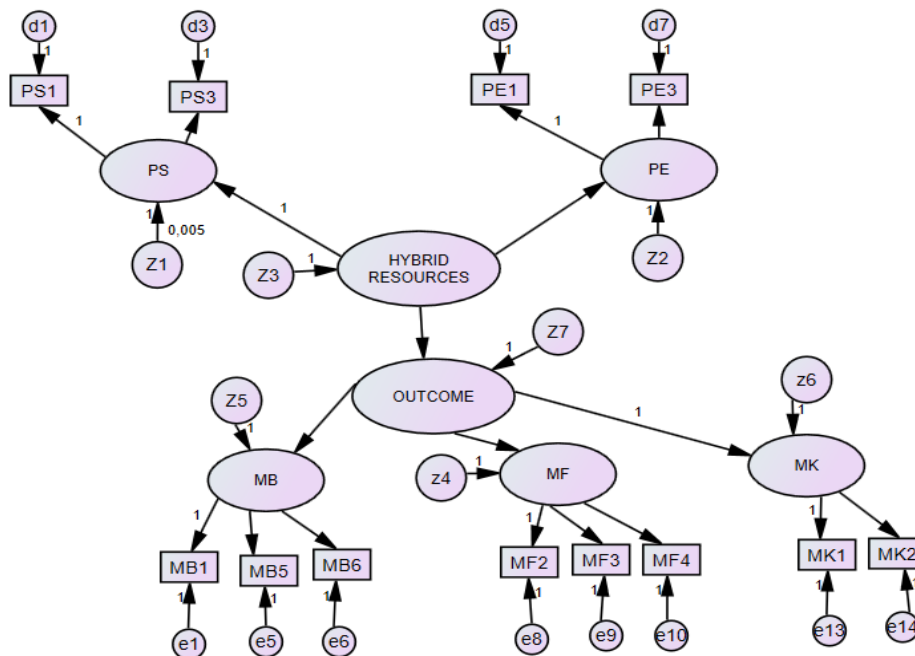 d1
d3
d5
d7
1
1
1
1
PS1
PS3
PE1
PE3
1
1
PS
PE
1
1
0,005
1
Z1
Z3
1
HYBRID
RESOURCES
Z2
1
Z7
OUTCOME
z6
1
Z5
1
1
MB
z4
1
MF
MK
1
1
1
MB1
MB5
MB6
MF2
MF3
MF4
MK1
MK2
1
1
1
1
1
1
1
1
e1
e5
e6
e8
e9
e10
e13
e14